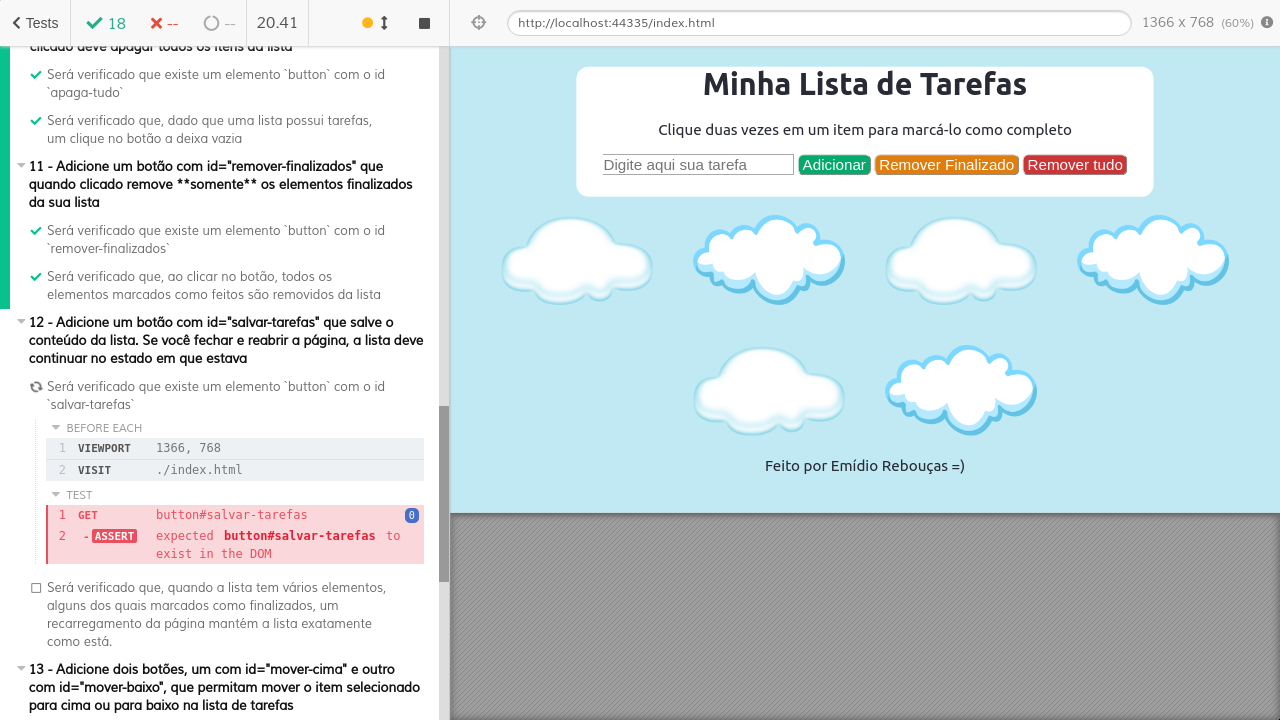 Tests
18
--
--
20.41
http://localhost:44335/index.html
1366 x 768 (60%)
clicado deve apagar todos os itens da lista
Será verificado que existe um elemento `button` com o id
`apaga-tudo`
Será verificado que, dado que uma lista possui tarefas,
um clique no botão a deixa vazia
11 - Adicione um botão com id="remover-finalizados" que
quando clicado remove **somente** os elementos finalizados
da sua lista
Será verificado que existe um elemento `button` com o id
`remover-finalizados`
Será verificado que, ao clicar no botão, todos os
elementos marcados como feitos são removidos da lista
12 - Adicione um botão com id="salvar-tarefas" que salve o
conteúdo da lista. Se você fechar e reabrir a página, a lista deve
continuar no estado em que estava
Será verificado que existe um elemento `button` com o id
`salvar-tarefas`
BEFORE EACH
1 VIEWPORT 1366, 768
2 VISIT ./index.html
TEST
1 GET button#salvar-tarefas 0
2 -ASSERT expected button#salvar-tarefas to
exist in the DOM
Será verificado que, quando a lista tem vários elementos,
alguns dos quais marcados como finalizados, um
recarregamento da página mantém a lista exatamente
como está.
13 - Adicione dois botões, um com id="mover-cima" e outro
com id="mover-baixo", que permitam mover o item selecionado
para cima ou para baixo na lista de tarefas
Minha Lista de Tarefas
Clique duas vezes em um item para marcá-lo como completo
Digite aqui sua tarefa Adicionar Remover Finalizado Remover tudo
Feito por Emídio Rebouças =)